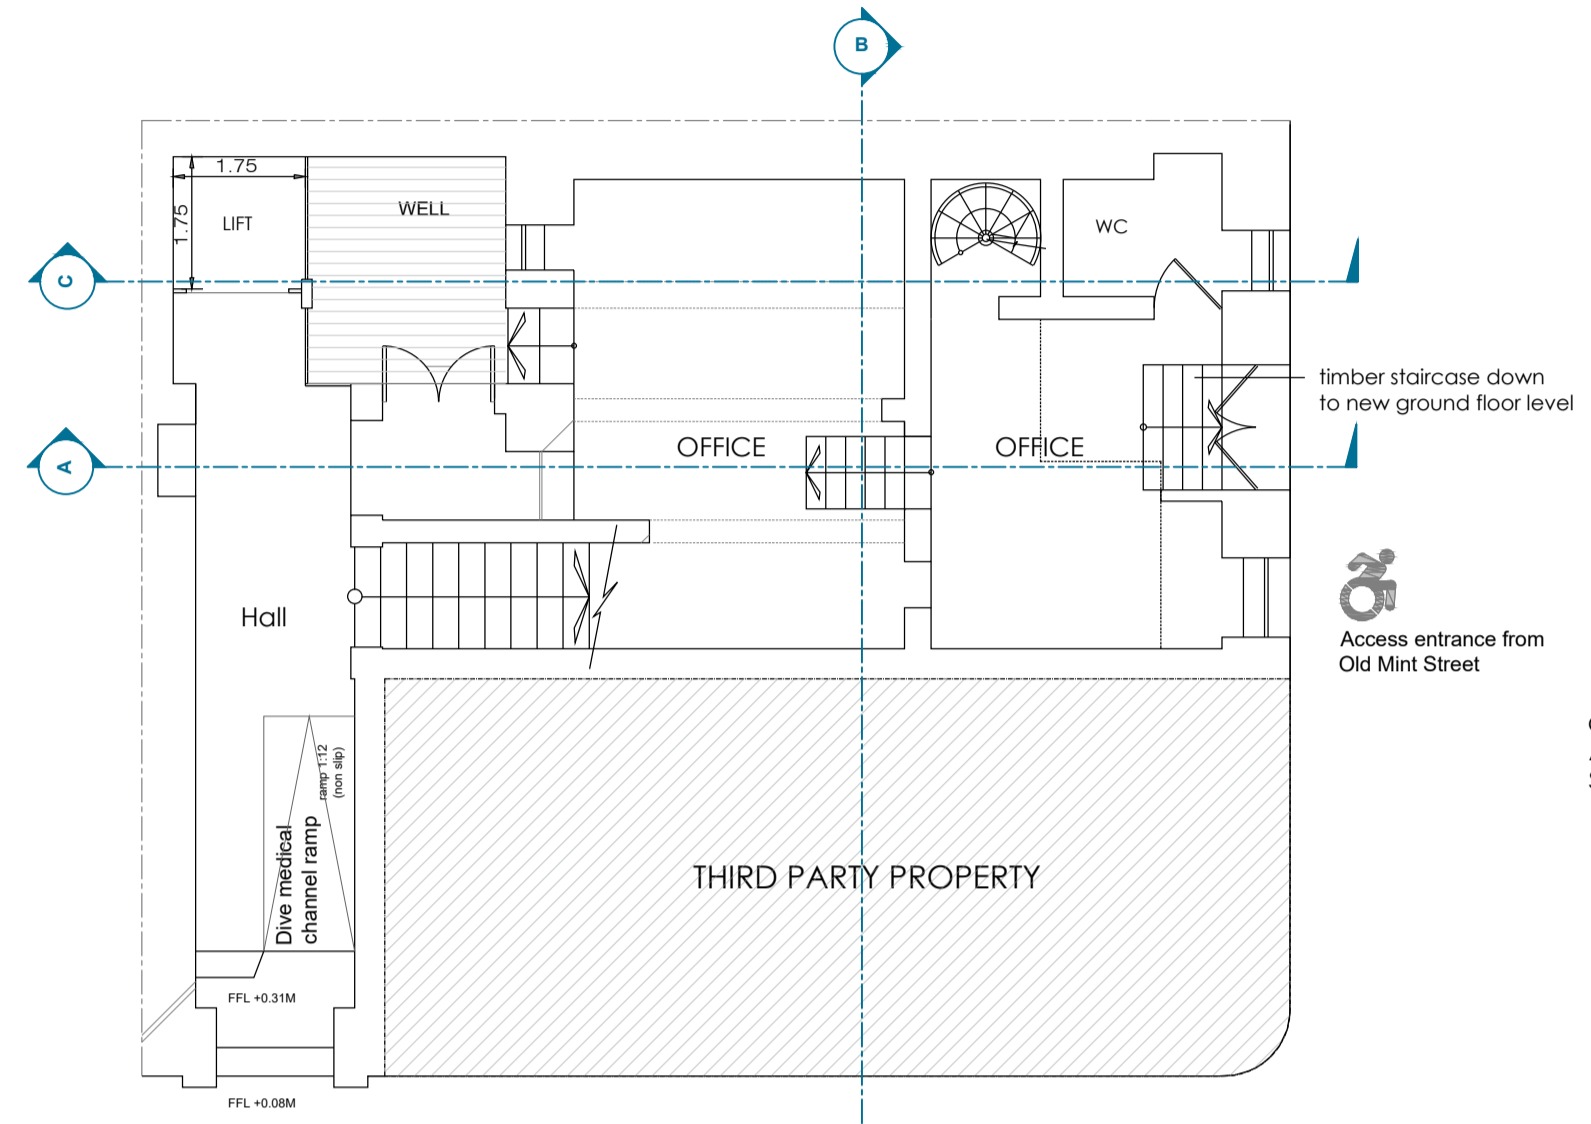 B
1.75
1.75
LIFT
WELL
WC
C
timber staircase down
to new ground floor level
OFFICE
OFFICE
A
Hall
Access entrance from
Old Mint Street
ramp 1:12
(non slip)
Dive medical
channel ramp
THIRD PARTY PROPERTY
FFL +0.31M
FFL +0.08M